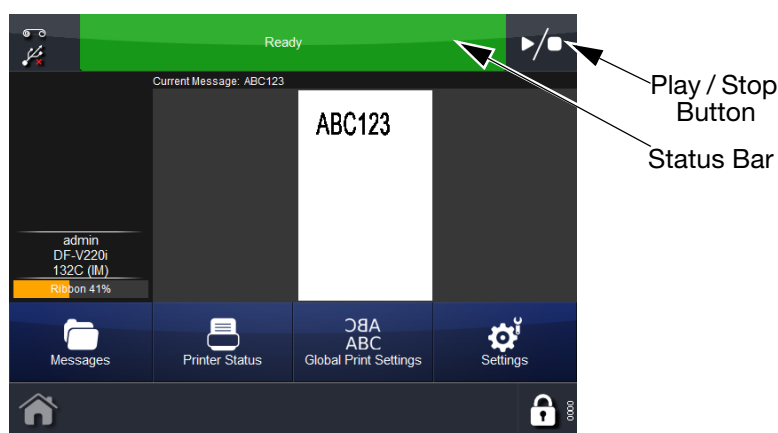 Ready
Current Message: ABC123
ABC123
Play / Stop
Button
Status Bar
admin
DF-V220i
132C (IM)
Ribbon 41%
ABC
ABC
Messages
Printer Status
Global Print Settings
Settings
0000